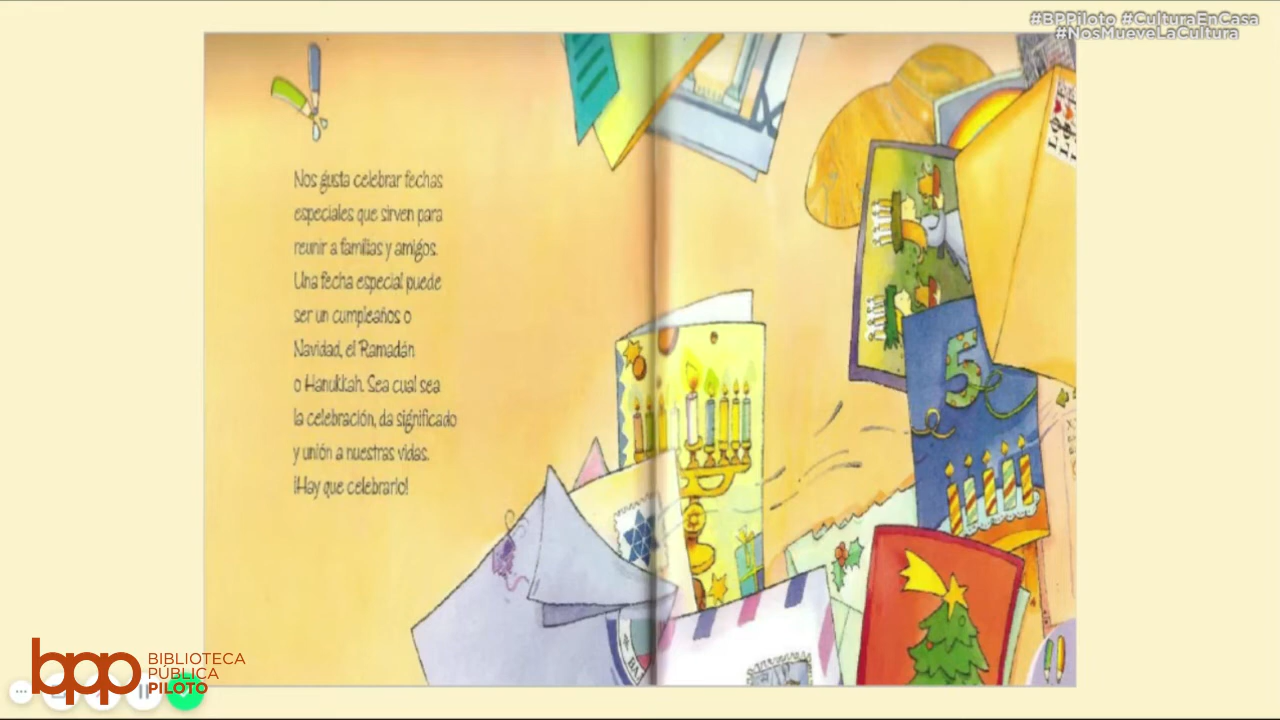 #BPPiloto #CulturaEnCasa
#NosMueveLaCultura
Nos gusta celebrar fechas
especiales que sirven para
reunir a familias y amigos.
Una fecha especial puede
ser un cumpleaños o
Navidad, el Ramadán
o Hanukkah. Sea cual sea
la celebración, da significado
y unión a nuestras vidas.
¡Hay que celebrarlo!
5
bpp BIBLIOTECA
PÚBLICA
PILOTO